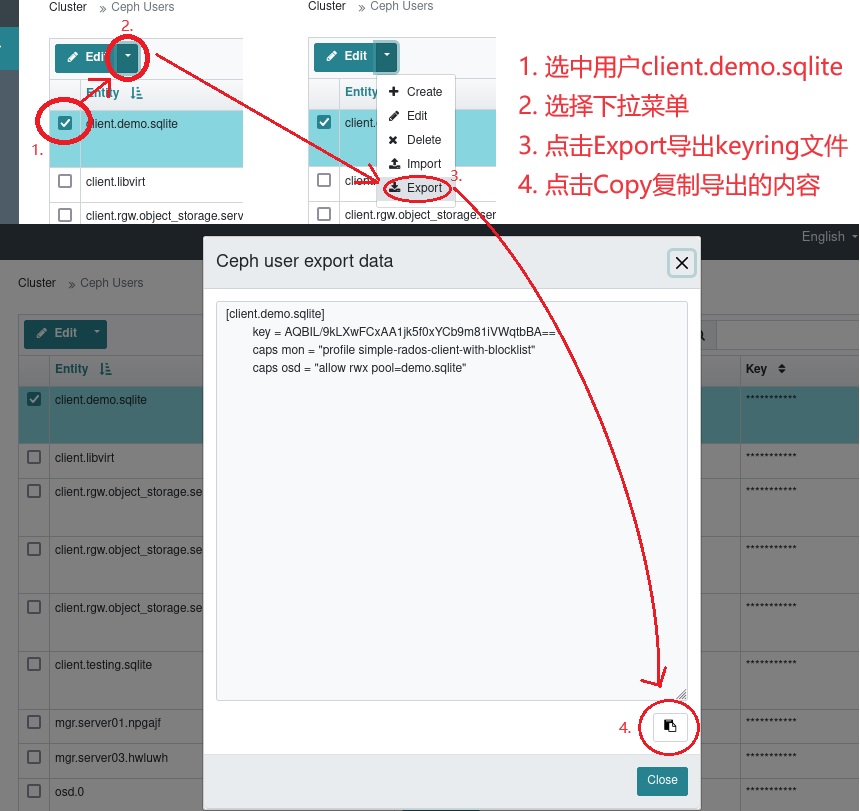 Cluster » Ceph Users
2.
Edit
Entity
client.demo.sqlite
1.
client.libvirt
client.rgw.object_storage.serv
Cluster » Ceph Users
Edit
Entity
Create
Edit
Delete
Import
Export
3.
client.rgw.object_storage.ser
1. 选中用户client.demo.sqlite
2. 选择下拉菜单
3. 点击Export导出keyring文件
4. 点击Copy复制导出的内容
English
Cluster » Ceph Users
Edit
Entity
Key
client.demo.sqlite
***********
client.libvirt
***********
client.rgw.object_storage.se
***********
client.rgw.object_storage.se
***********
client.rgw.object_storage.se
***********
client.testing.sqlite
***********
mgr.server01.npgajf
***********
mgr.server03.hwluwh
***********
osd.0
***********
Ceph user export data
[client.demo.sqlite]
key = AQBIL/9kLXwFCxAA1jk5f0xYCb9m81iVWqtbBA==
caps mon = "profile simple-rados-client-with-blocklist"
caps osd = "allow rwx pool=demo.sqlite"
4.
Close